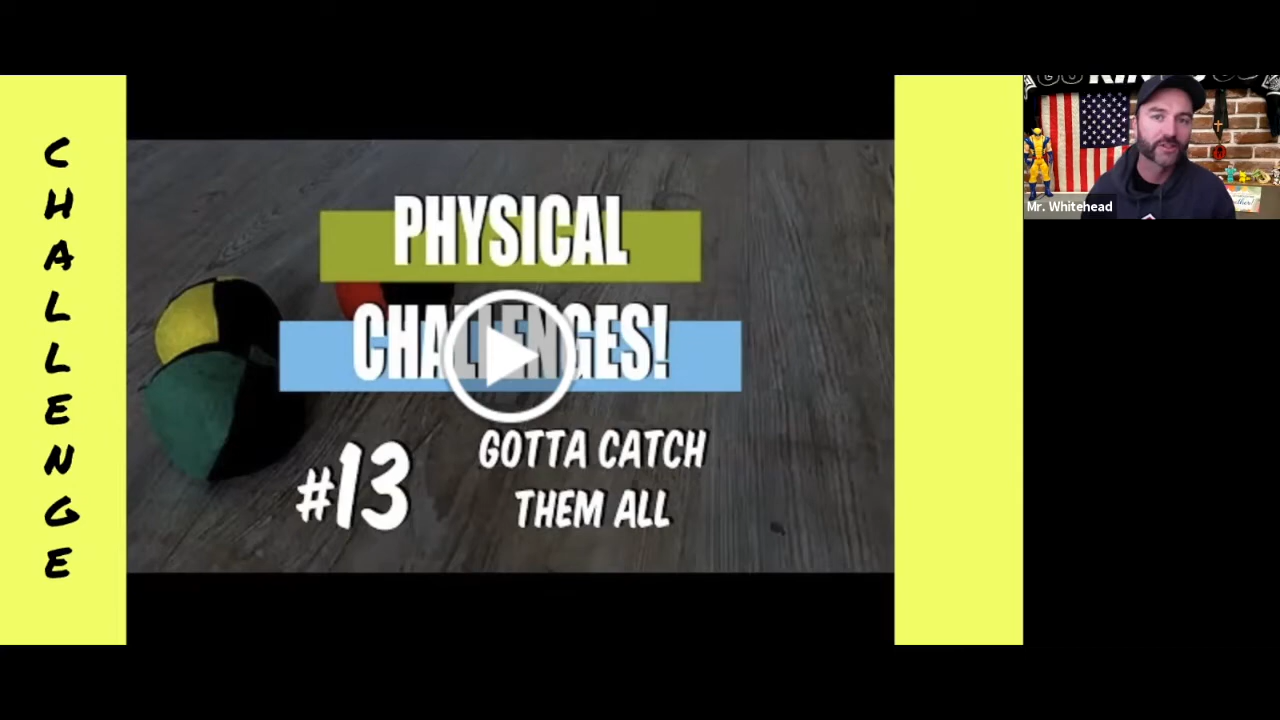 CHALLENGE
PHYSICAL
CHALLENGES!
#13
GOTTA CATCH
THEM ALL
Mr. Whitehead